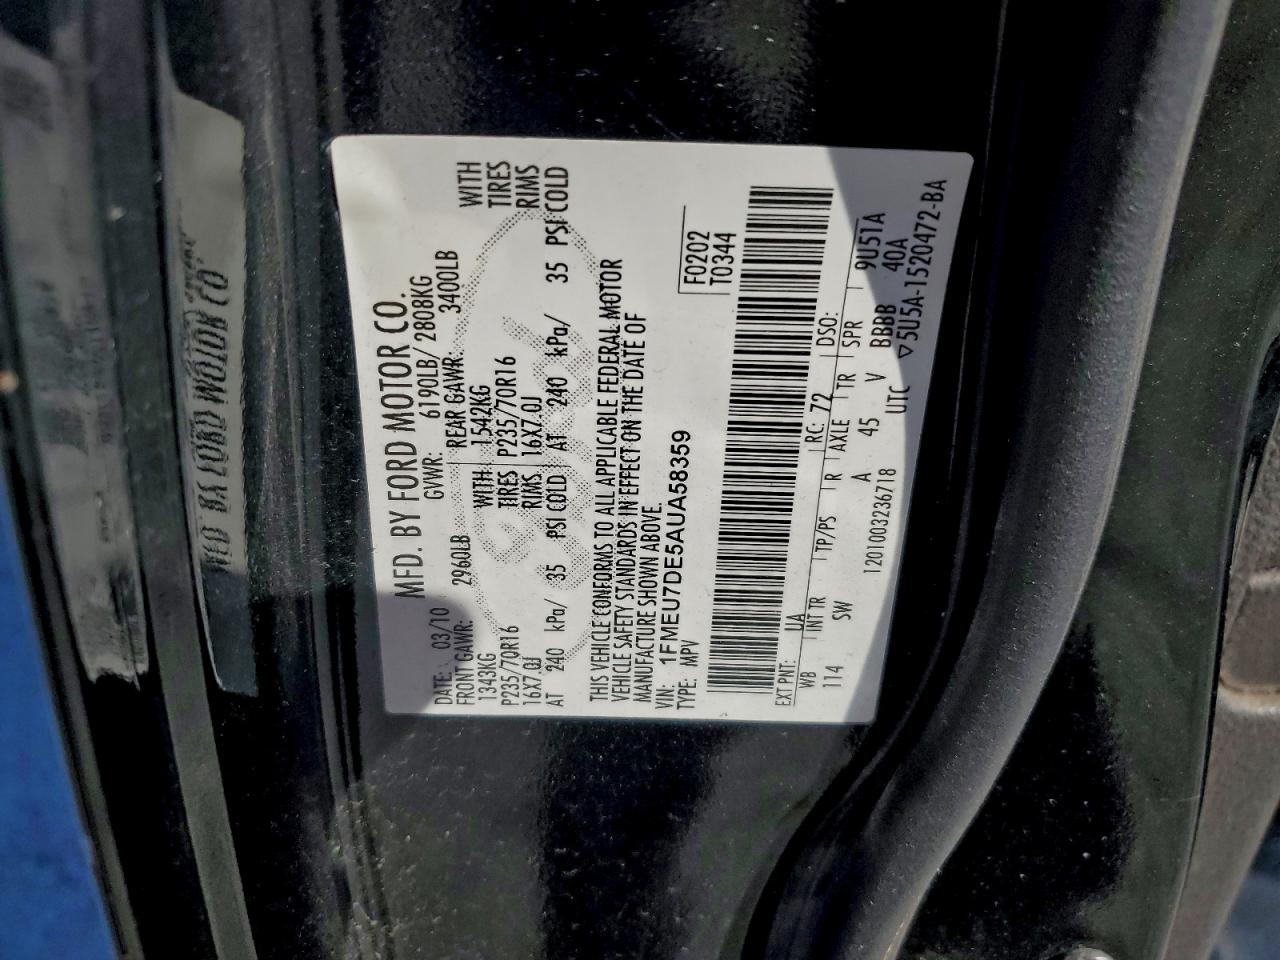 MFD. BY FORD MOTOR CO.
DATE: 03/10 GVWR: 6190LB/ 2808KG
FRONT GAWR: 2960LB REAR GAWR: 3400LB
1343KG WITH 1542KG WITH
P235/70R16 TIRES P235/70R16 TIRES
16X7.0J RIMS 16X7.0J RIMS
AT 240 kPa/ 35 PSI COLD AT 240 kPa/ 35 PSI COLD
THIS VEHICLE CONFORMS TO ALL APPLICABLE FEDERAL MOTOR
VEHICLE SAFETY STANDARDS IN EFFECT ON THE DATE OF
MANUFACTURE SHOWN ABOVE.
VIN: 1FMEU7DE5AUA58359 F0202
TYPE: MPV T0344
EXT PNT: UA RC: 72 DSO:
WB INT TR TP/PS R AXLE TR SPR 9U51A
114 SW A 45 V BBBB 40A
1201003236718 UTC ▽5U5A-1520472-BA
MFD. BY FORD MOTOR CO.